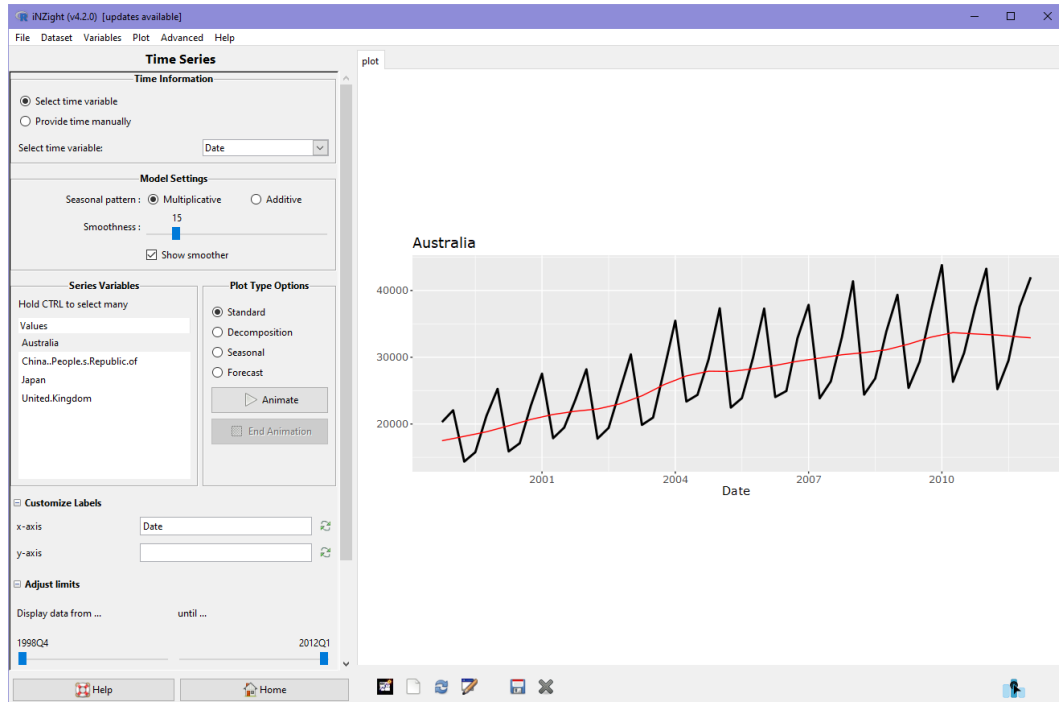 iNZight (v4.2.0) [updates available]
File Dataset Variables Plot Advanced Help
Time Series
Time Information
Select time variable
Provide time manually
Select time variable: Date
Model Settings
Seasonal pattern : Multiplicative Additive
15
Smoothness :
Show smoother
Series Variables
Hold CTRL to select many
Values
Australia
China..People.s.Republic.of
Japan
United.Kingdom
Plot Type Options
Standard
Decomposition
Seasonal
Forecast
Animate
End Animation
Customize Labels
x-axis Date
y-axis
Adjust limits
Display data from ... until ...
1998Q4 2012Q1
Help Home
plot
Australia
40000
30000
20000
2001 2004 2007 2010
Date